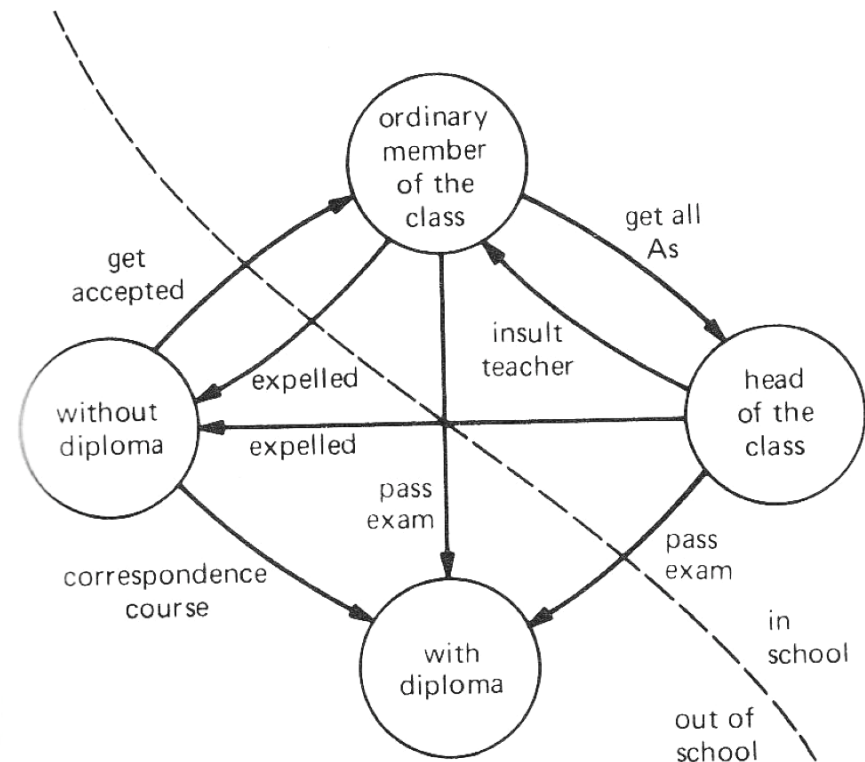 ordinary
member
of the
class
get all
As
get
accepted
insult
teacher
expelled
head
of the
class
without
diploma
expelled
pass
exam
pass
exam
correspondence
course
in
school
with
diploma
out of
school